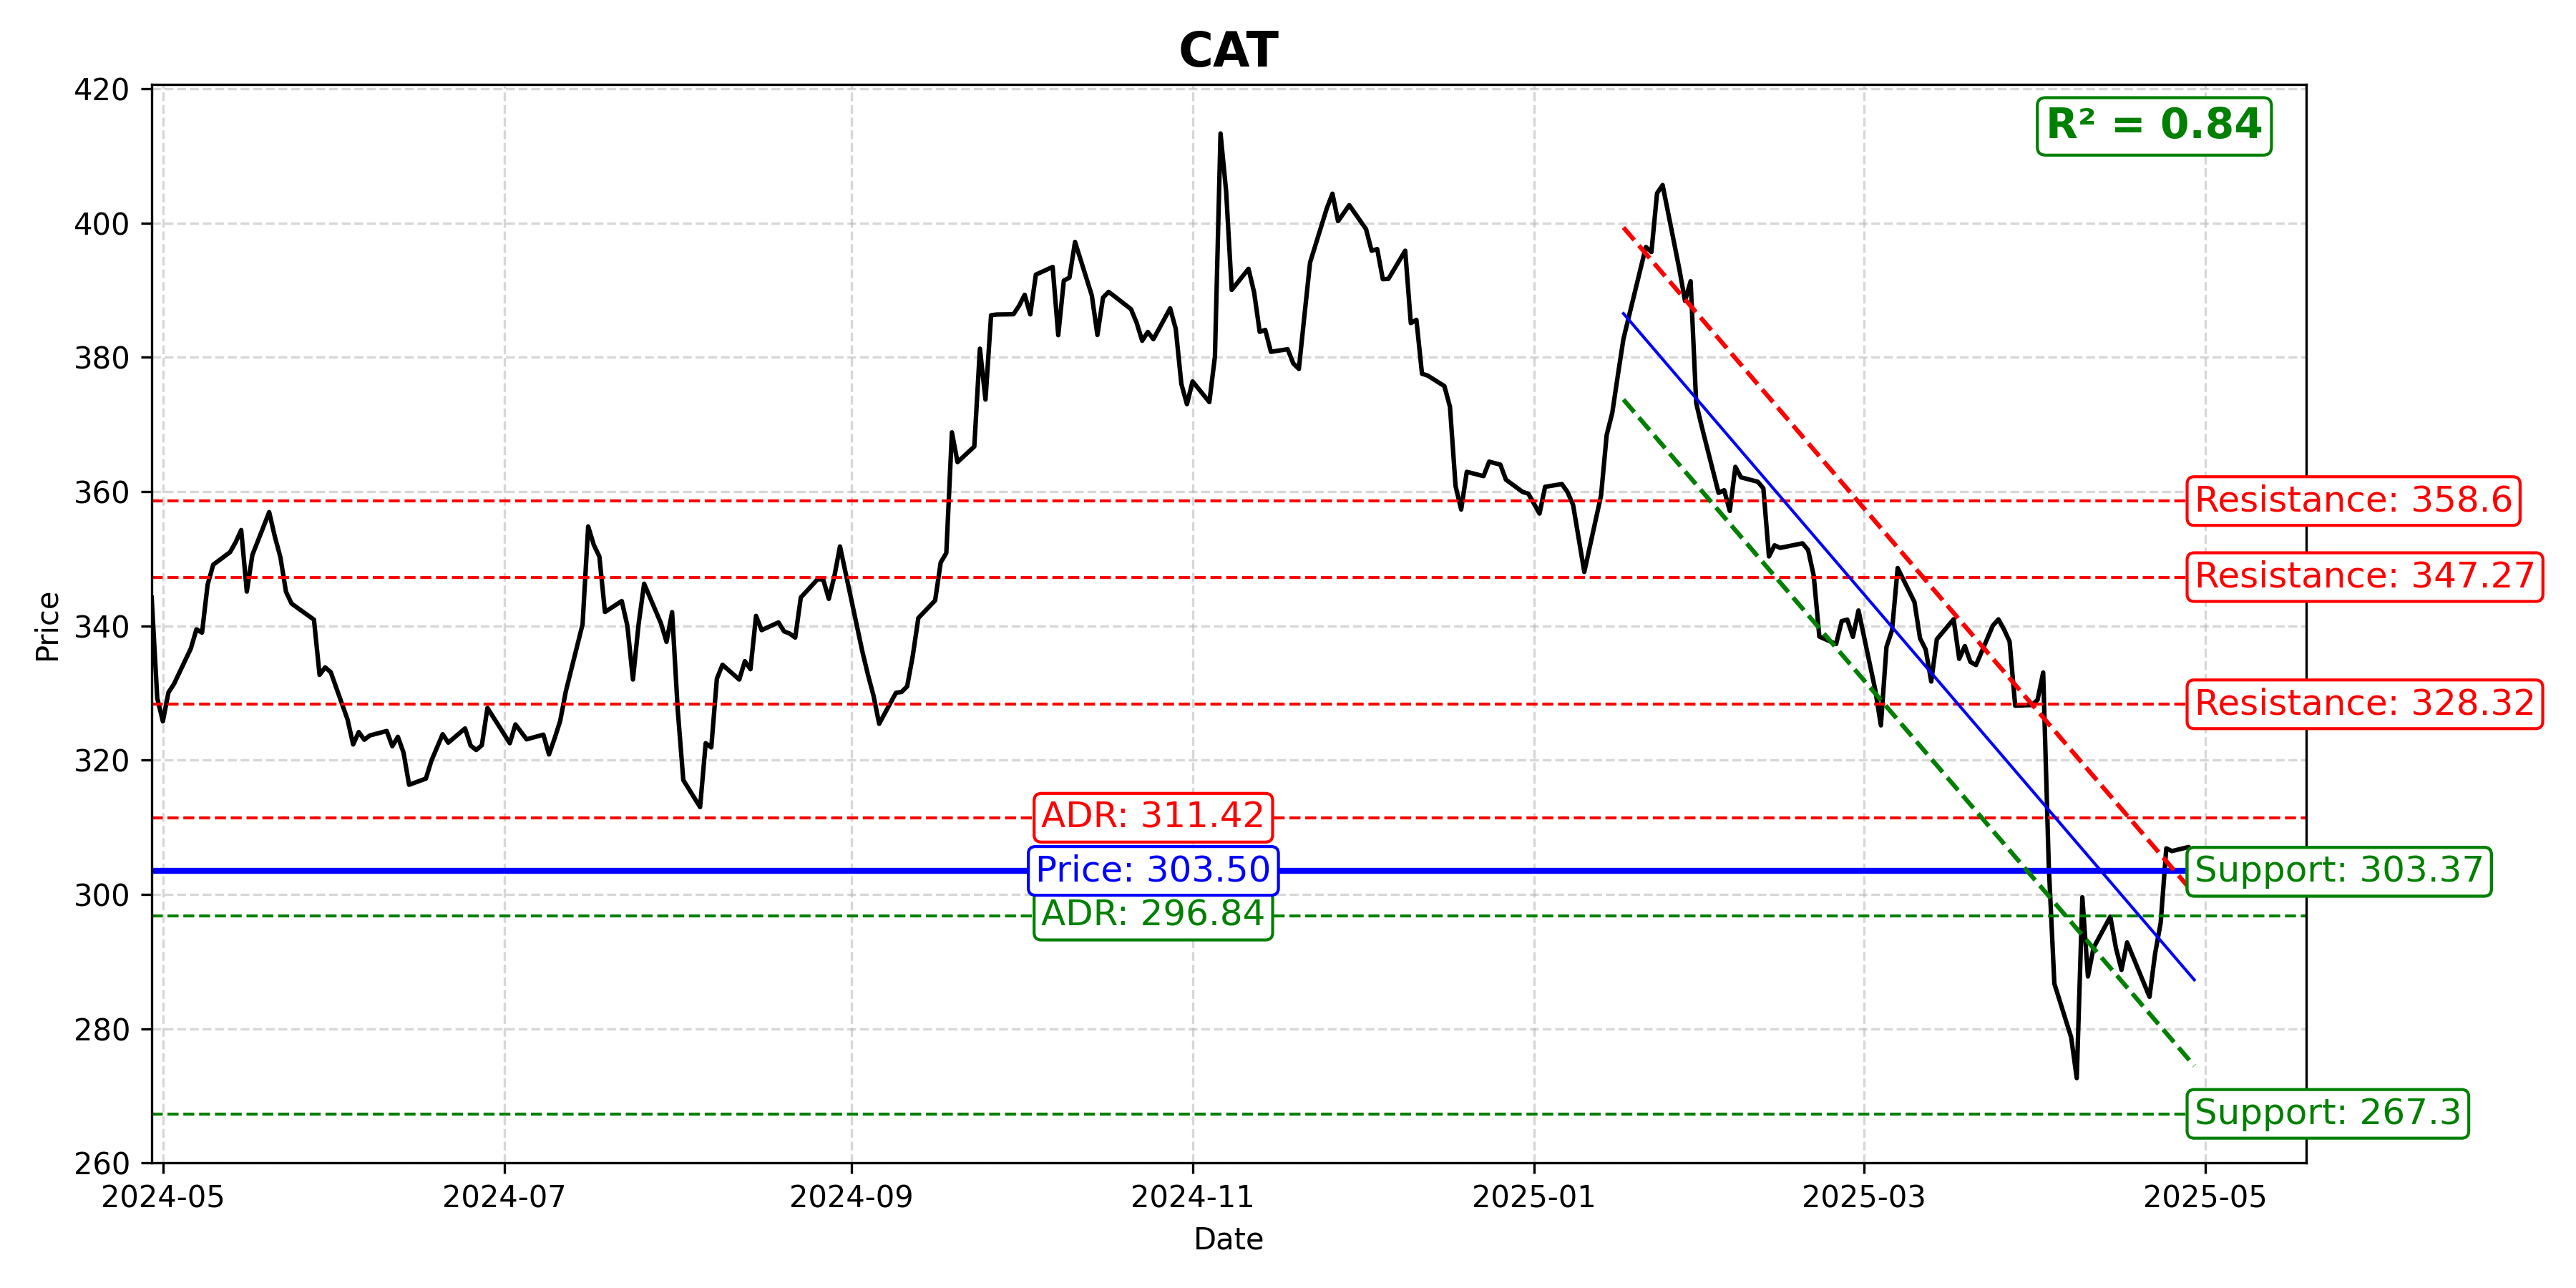 CAT
R² = 0.84
420
400
380
360
340
320
300
280
260
Price
Resistance: 358.6
Resistance: 347.27
Resistance: 328.32
ADR: 311.42
Price: 303.50
Support: 303.37
ADR: 296.84
Support: 267.3
2024-05
2024-07
2024-09
2024-11
2025-01
2025-03
2025-05
Date